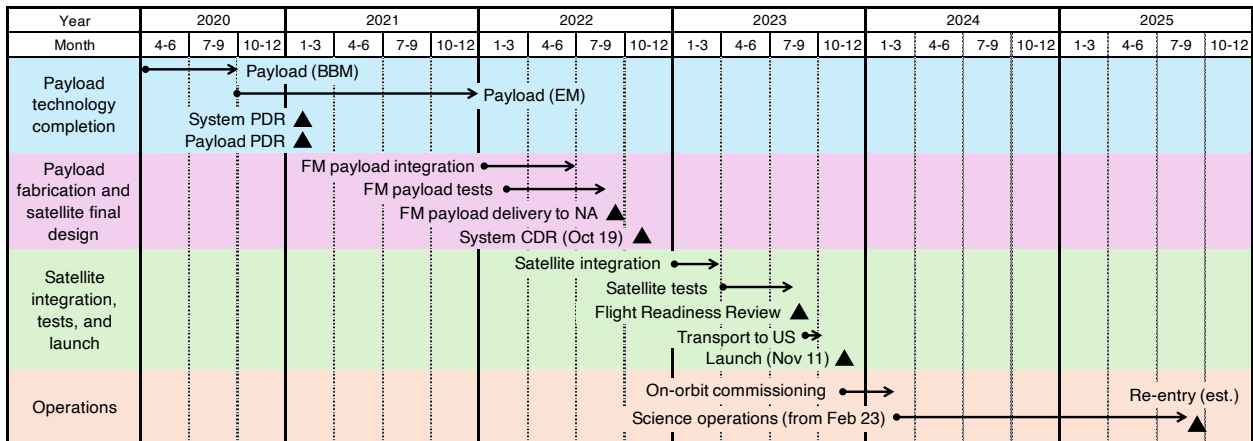 Year 2020 2021 2022 2023 2024 2025
Month 4-6 7-9 10-12 1-3 4-6 7-9 10-12 1-3 4-6 7-9 10-12 1-3 4-6 7-9 10-12 1-3 4-6 7-9 10-12 1-3 4-6 7-9 10-12
Payload
technology
completion
Payload (BBM)
Payload (EM)
System PDR
Payload PDR
Payload
fabrication and
satellite final
design
FM payload integration
FM payload tests
FM payload delivery to NA
System CDR (Oct 19)
Satellite
integration,
tests, and
launch
Satellite integration
Satellite tests
Flight Readiness Review
Transport to US
Launch (Nov 11)
Operations
On-orbit commissioning
Re-entry (est.)
Science operations (from Feb 23)